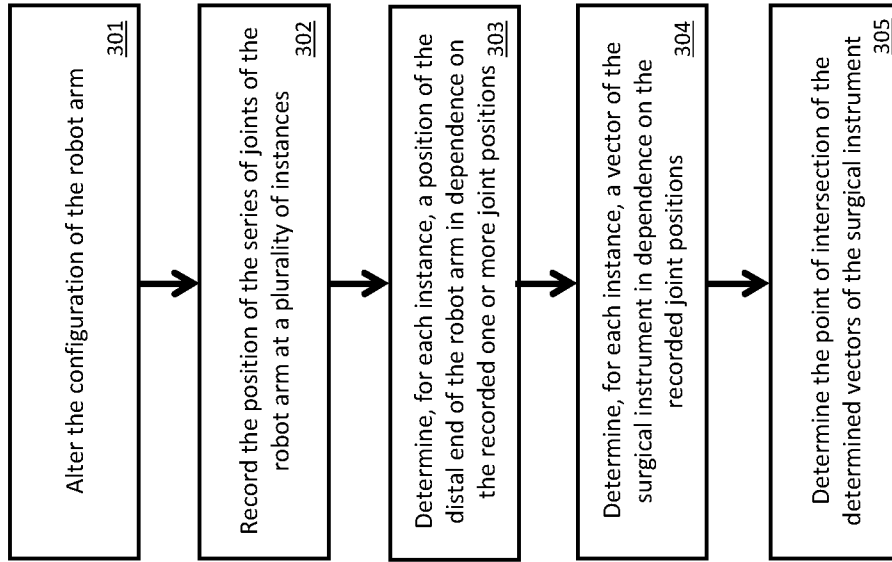 Alter the configuration of the robot arm
301
Record the position of the series of joints of the
robot arm at a plurality of instances
302
Determine, for each instance, a position of the
distal end of the robot arm in dependence on
the recorded one or more joint positions
303
Determine, for each instance, a vector of the
surgical instrument in dependence on the
recorded joint positions
304
Determine the point of intersection of the
determined vectors of the surgical instrument
305